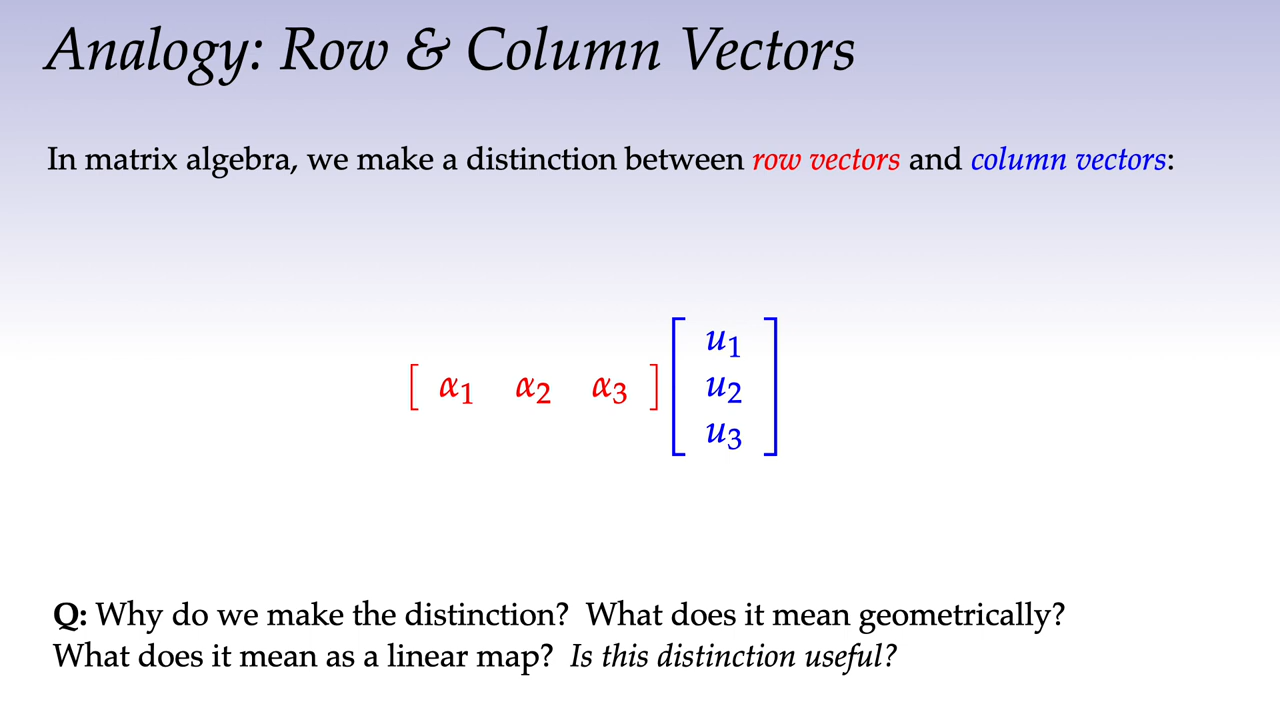 Analogy: Row & Column Vectors
In matrix algebra, we make a distinction between row vectors and column vectors:
[ α₁ α₂ α₃ ] [ u₁
u₂
u₃ ]
Q: Why do we make the distinction? What does it mean geometrically?
What does it mean as a linear map? Is this distinction useful?